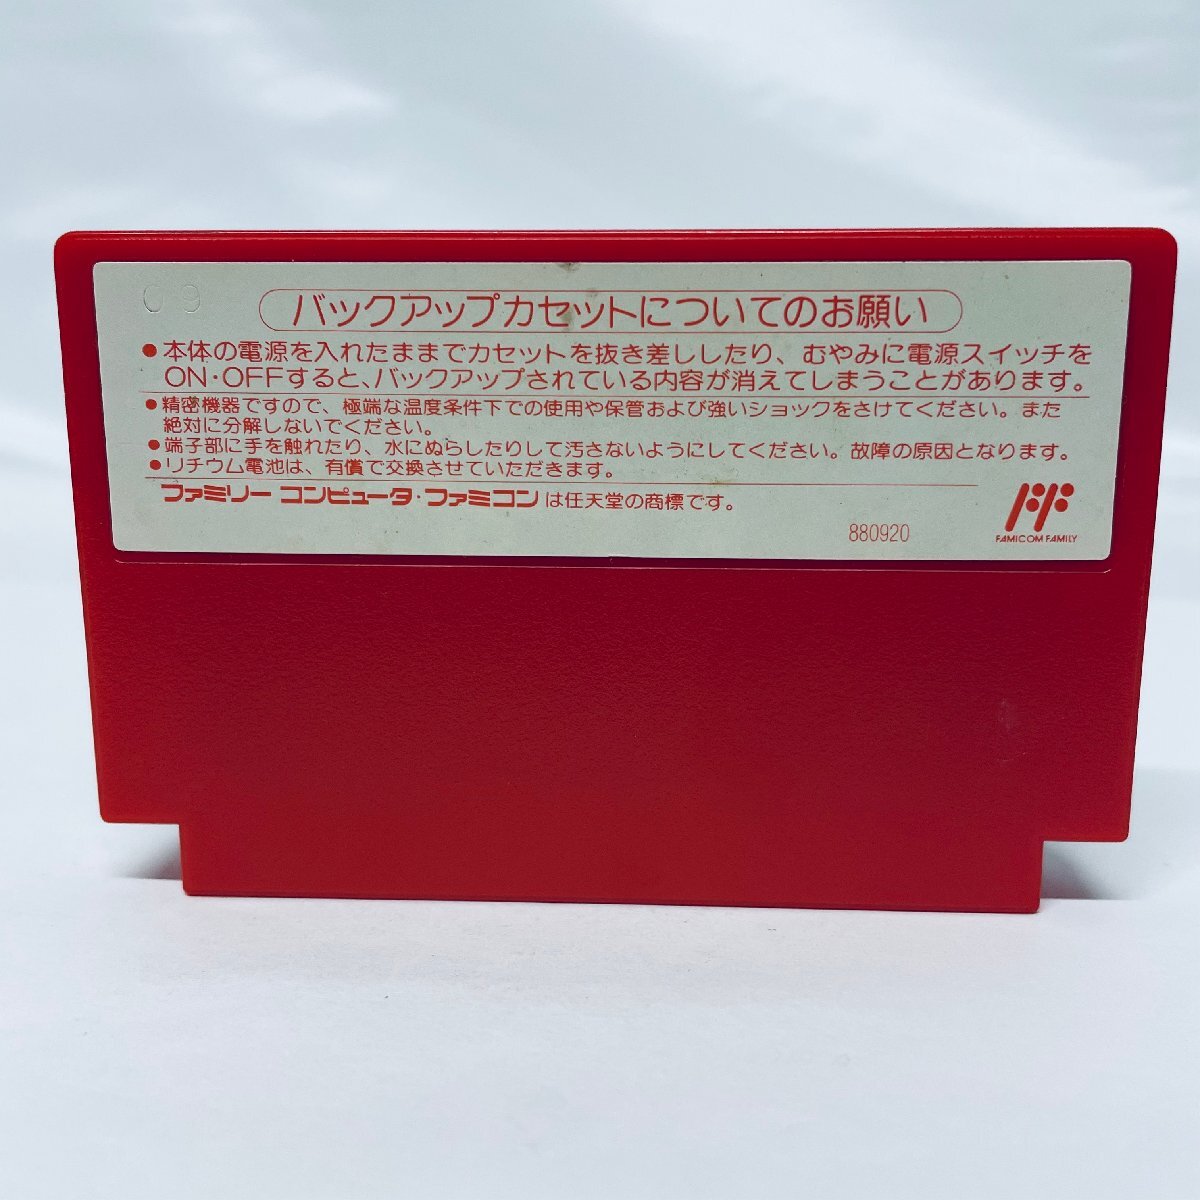 09
バックアップカセットについてのお願い
●本体の電源を入れたままでカセットを抜き差ししたり、むやみに電源スイッチを
ON・OFFすると、バックアップされている内容が消えてしまうことがあります。
●精密機器ですので、極端な温度条件下での使用や保管および強いショックをさけてください。また
絶対に分解しないでください。
●端子部に手を触れたり、水にぬらしたりして汚さないようにしてください。故障の原因となります。
●リチウム電池は、有償で交換させていただきます。
ファミリー コンピュータ・ファミコンは任天堂の商標です。
880920
FAMICOM FAMILY